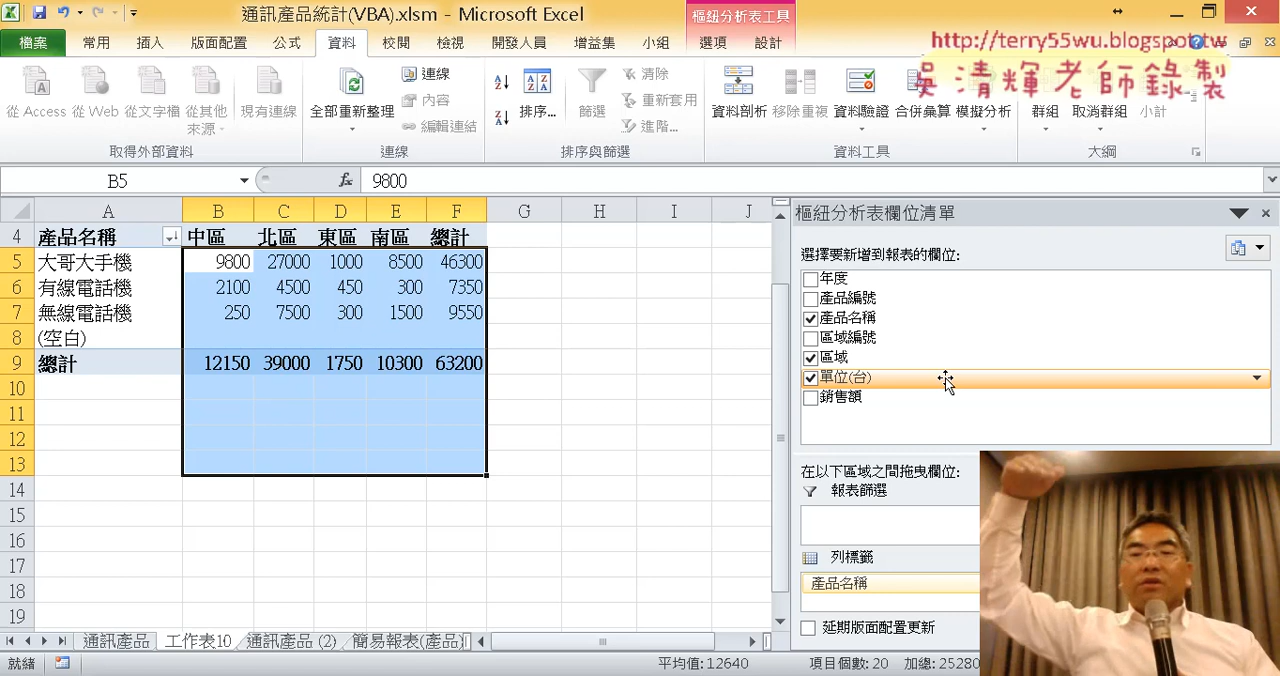 通訊產品統計(VBA).xlsm - Microsoft Excel
樞紐分析表工具
檔案 常用 插入 版面配置 公式 資料 校閱 檢視 開發人員 增益集 小組 選項 設計
http://terry55wu.blogspot.tw
吳清輝老師錄製
從 Access 從 Web 從文字檔 從其他來源 現有連線
取得外部資料
全部重新整理 連線 內容 編輯連結
連線
排序... 篩選 清除 重新套用 進階...
排序與篩選
資料剖析 移除重複 資料驗證 合併彙算 模擬分析
資料工具
群組 取消群組 小計
大綱
B5 fx 9800
A B C D E F G H I J
4 產品名稱 中區 北區 東區 南區 總計
5 大哥大手機 9800 27000 1000 8500 46300
6 有線電話機 2100 4500 450 300 7350
7 無線電話機 250 7500 300 1500 9550
8 (空白)
9 總計 12150 39000 1750 10300 63200
10
11
12
13
14
15
16
17
18
19
樞紐分析表欄位清單
選擇要新增到報表的欄位:
年度
產品編號
產品名稱
區域編號
區域
單位(台)
銷售額
在以下區域之間拖曳欄位:
報表篩選
列標籤
產品名稱
延期版面配置更新
通訊產品 工作表10 通訊產品 (2) 簡易報表(產品)
就緒 平均值: 12640 項目個數: 20 加總: 25280